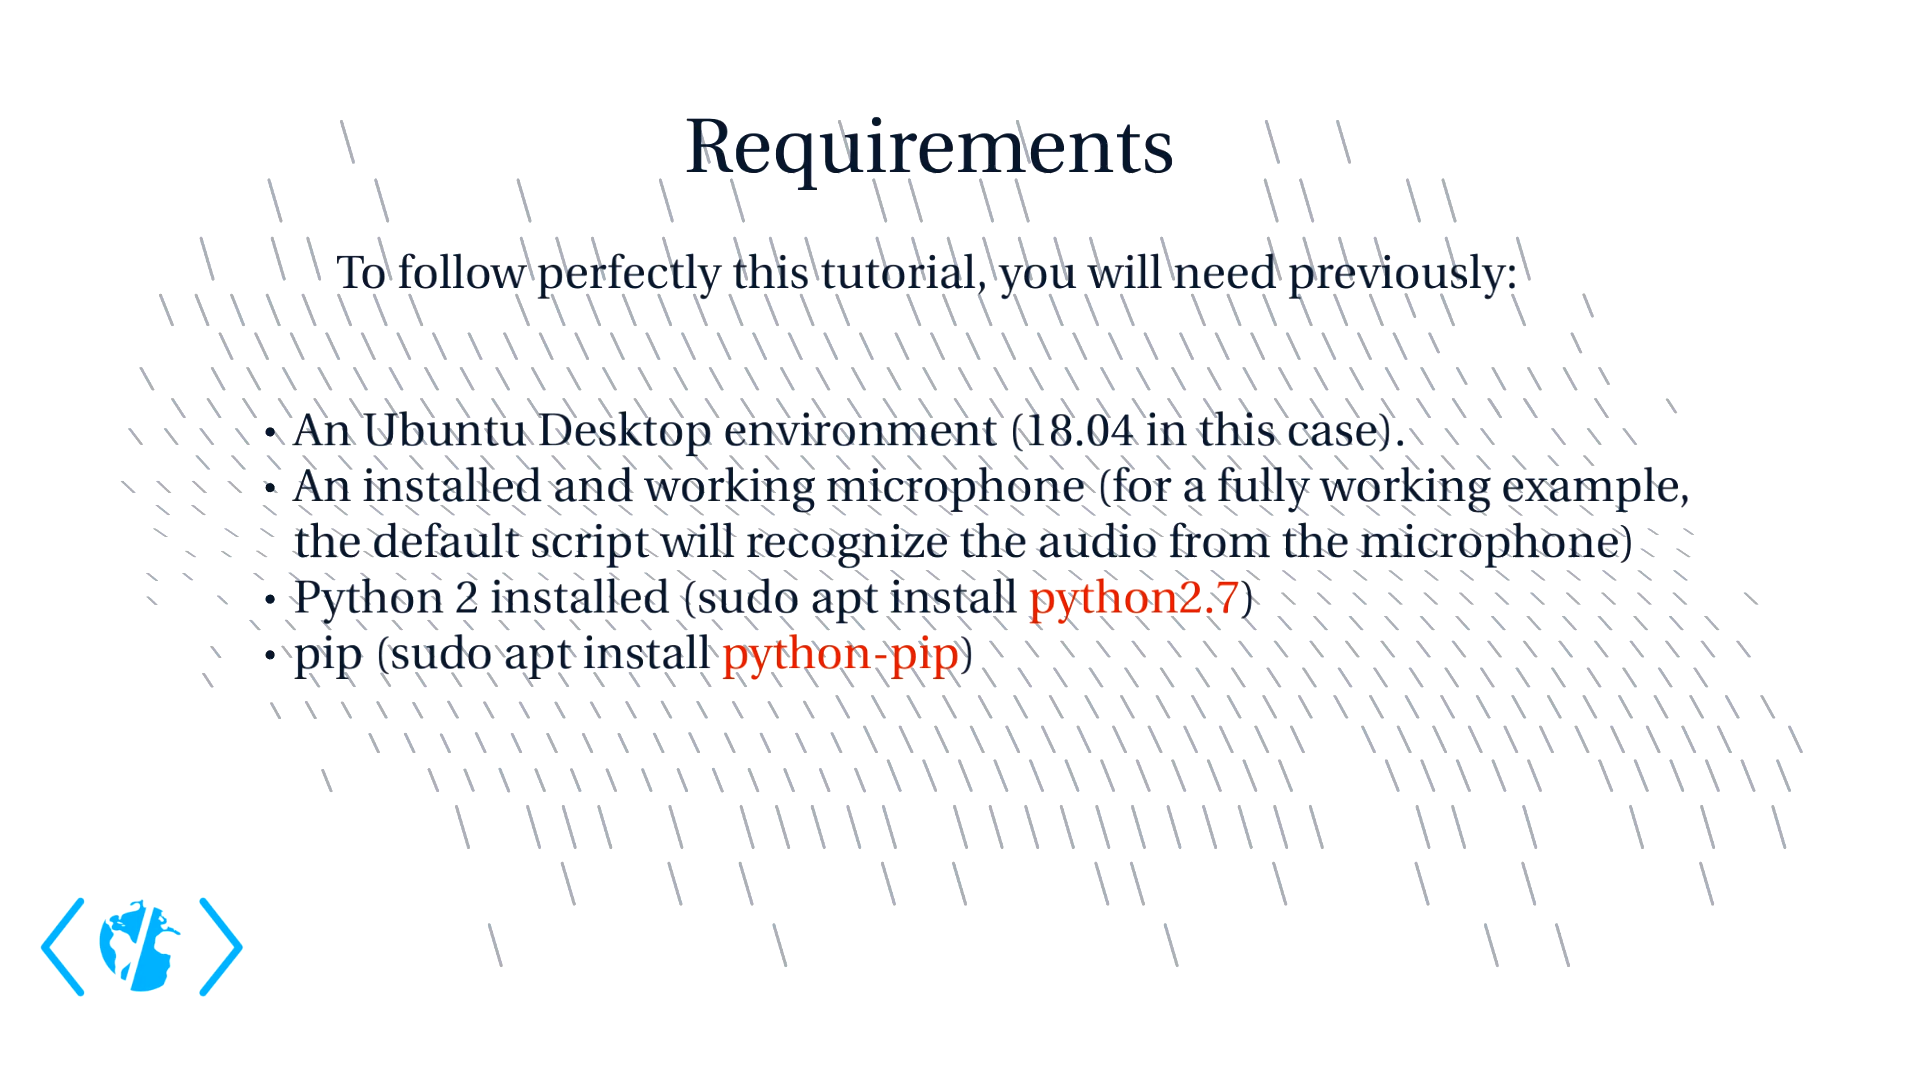 Requirements
To follow perfectly this tutorial, you will need previously:
• An Ubuntu Desktop environment (18.04 in this case).
• An installed and working microphone (for a fully working example,
the default script will recognize the audio from the microphone)
• Python 2 installed (sudo apt install python2.7)
• pip (sudo apt install python-pip)